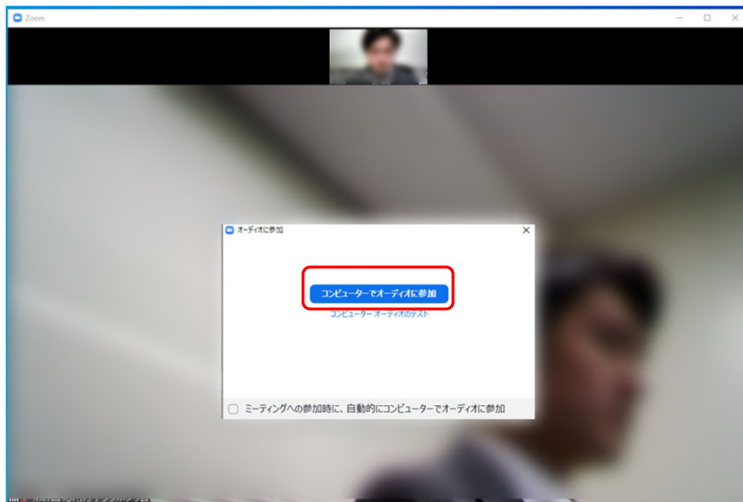 Zoom
オーディオに参加
コンピューターでオーディオに参加
コンピューター オーディオのテスト
ミーティングへの参加時に、自動的にコンピューターでオーディオに参加